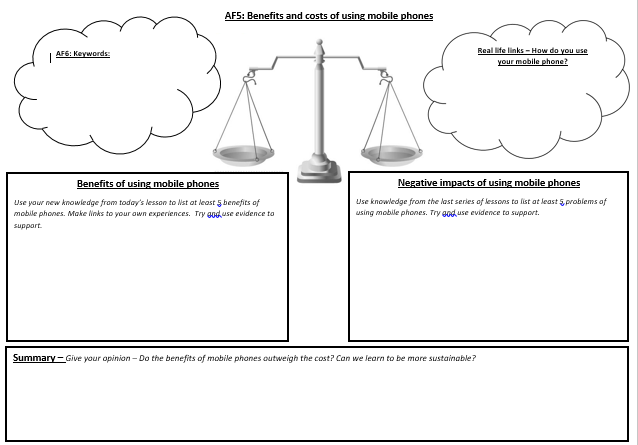 AF5: Benefits and costs of using mobile phones
AF6: Keywords:
Real life links – How do you use
your mobile phone?
Benefits of using mobile phones
Use your new knowledge from today's lesson to list at least 5 benefits of
mobile phones. Make links to your own experiences. Try and use evidence to
support.
Negative impacts of using mobile phones
Use knowledge from the last series of lessons to list at least 5 problems of
using mobile phones. Try and use evidence to support.
Summary – Give your opinion – Do the benefits of mobile phones outweigh the cost? Can we learn to be more sustainable?